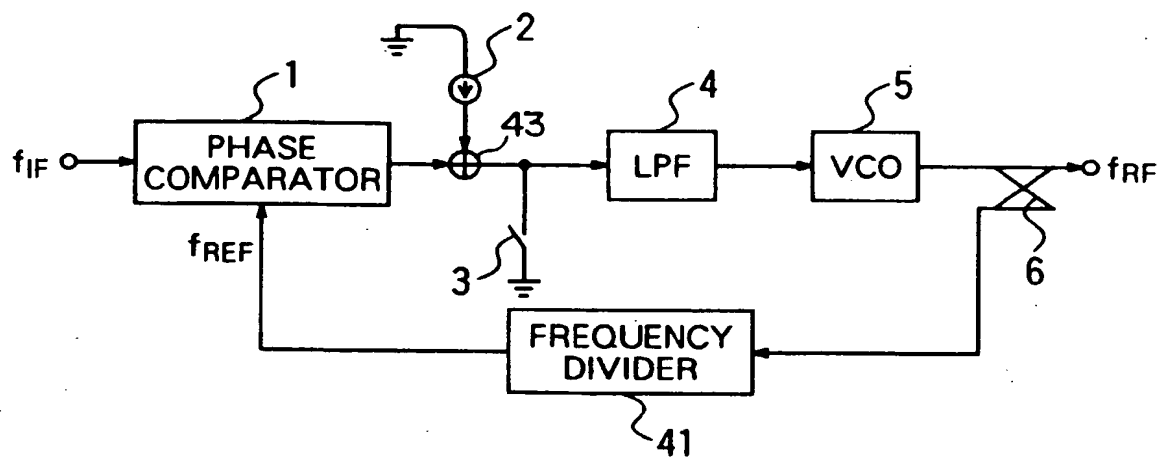 2
1
43
4
5
PHASE
COMPARATOR
LPF
VCO
fIF
fRF
fREF
3
6
FREQUENCY
DIVIDER
41